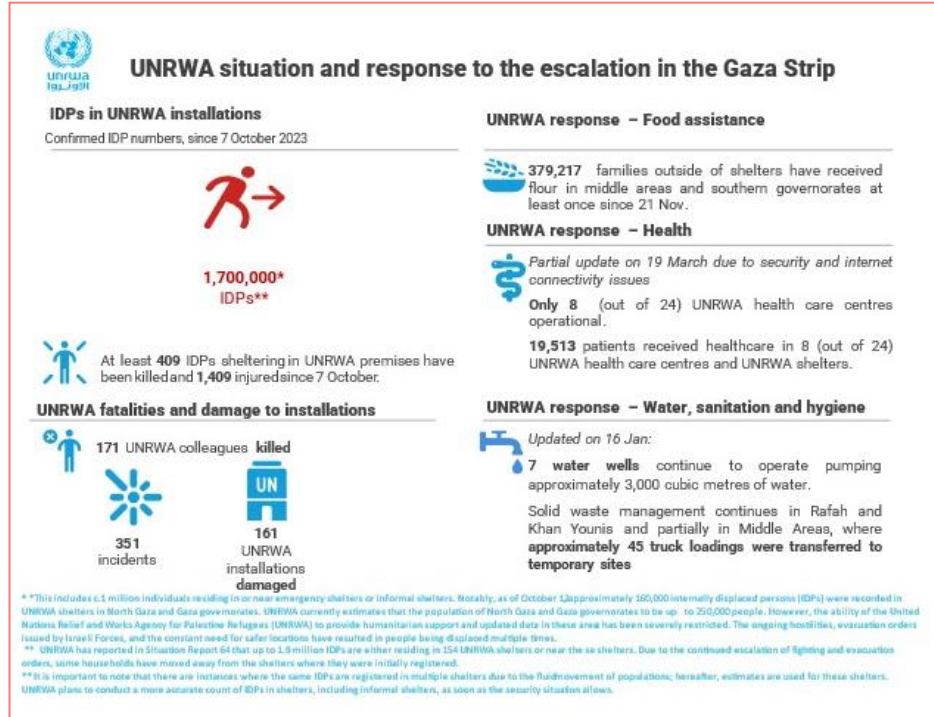 unrwa
الأونروا
UNRWA situation and response to the escalation in the Gaza Strip
IDPs in UNRWA installations
Confirmed IDP numbers, since 7 October 2023
1,700,000*
IDPs**
At least 409 IDPs sheltering in UNRWA premises have
been killed and 1,409 injured since 7 October.
UNRWA fatalities and damage to installations
171 UNRWA colleagues killed
351
incidents
UN
161
UNRWA
installations
damaged
UNRWA response – Food assistance
379,217 families outside of shelters have received
flour in middle areas and southern governorates at
least once since 21 Nov.
UNRWA response – Health
Partial update on 19 March due to security and internet
connectivity issues
Only 8 (out of 24) UNRWA health care centres
operational.
19,513 patients received healthcare in 8 (out of 24)
UNRWA health care centres and UNRWA shelters.
UNRWA response – Water, sanitation and hygiene
Updated on 16 Jan:
7 water wells continue to operate pumping
approximately 3,000 cubic metres of water.
Solid waste management continues in Rafah and
Khan Younis and partially in Middle Areas, where
approximately 45 truck loadings were transferred to
temporary sites
* *This includes c.1 million individuals residing in or near emergency shelters or informal shelters. Notably, as of October 12,approximately 160,000 internally displaced persons (IDPs) were recorded in
UNRWA shelters in North Gaza and Gaza governorates. UNRWA currently estimates that the population of North Gaza and Gaza governorates to be up to 250,000 people. However, the ability of the United
Nations Relief and Works Agency for Palestine Refugees (UNRWA) to provide humanitarian support and updated data in these area has been severely restricted. The ongoing hostilities, evacuation orders
issued by Israeli Forces, and the constant need for safer locations have resulted in people being displaced multiple times.
** UNRWA has reported in Situation Report 64 that up to 1.9 million IDPs are either residing in 154 UNRWA shelters or near the se shelters. Due to the continued escalation of fighting and evacuation
orders, some households have moved away from the shelters where they were initially registered.
**It is important to note that there are instances where the same IDPs are registered in multiple shelters due to the fluidmovement of populations; hereafter, estimates are used for these shelters.
UNRWA plans to conduct a more accurate count of IDPs in shelters, including informal shelters, as soon as the security situation allows.